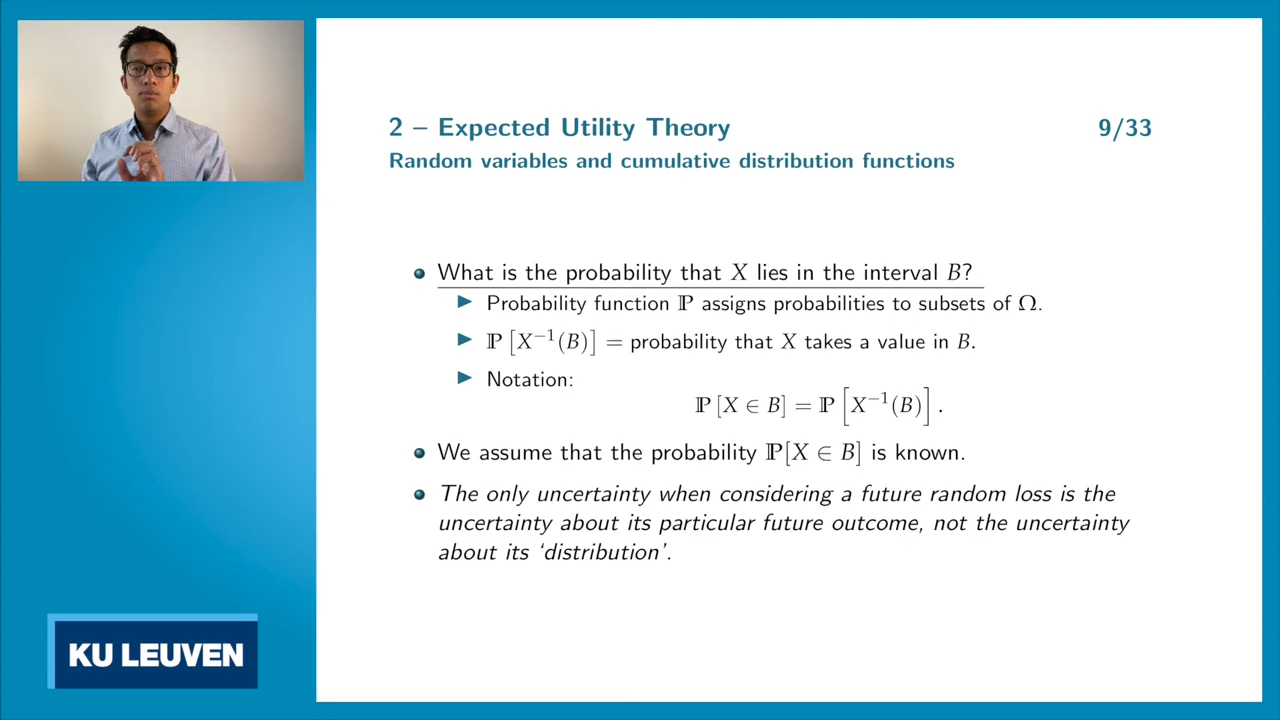 2 – Expected Utility Theory 9/33
Random variables and cumulative distribution functions
What is the probability that X lies in the interval B?
Probability function ℙ assigns probabilities to subsets of Ω.
ℙ [X⁻¹(B)] = probability that X takes a value in B.
Notation:
ℙ [X ∈ B] = ℙ [X⁻¹(B)] .
We assume that the probability ℙ[X ∈ B] is known.
The only uncertainty when considering a future random loss is the
uncertainty about its particular future outcome, not the uncertainty
about its ‘distribution’.
KU LEUVEN